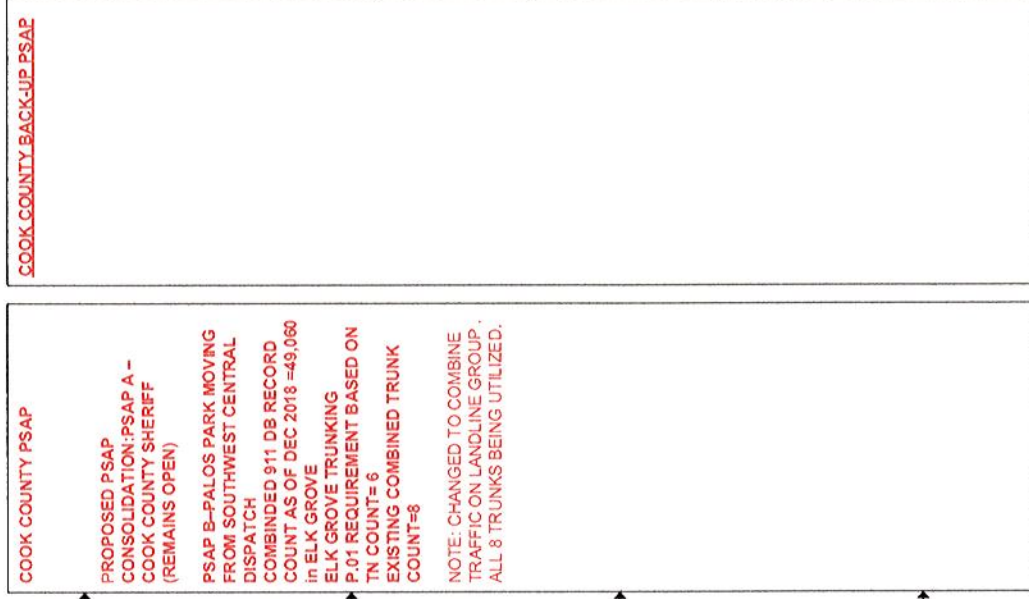 COOK COUNTY BACK-UP PSAP
COOK COUNTY PSAP
PROPOSED PSAP
CONSOLIDATION:PSAP A –
COOK COUNTY SHERIFF
(REMAINS OPEN)
PSAP B–PALOS PARK MOVING
FROM SOUTHWEST CENTRAL
DISPATCH
COMBINDED 911 DB RECORD
COUNT AS OF DEC 2018 =49,060
in ELK GROVE
ELK GROVE TRUNKING
P.01 REQUIREMENT BASED ON
TN COUNT= 6
EXISTING COMBINED TRUNK
COUNT=8
NOTE: CHANGED TO COMBINE
TRAFFIC ON LANDLINE GROUP .
ALL 8 TRUNKS BEING UTILIZED.